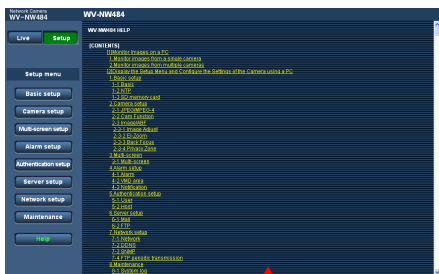 Network Camera
WV-NW484
WV-NW484
Live
Setup
Setup menu
Basic setup
Camera setup
Multi-screen setup
Alarm setup
Authentication setup
Server setup
Network setup
Maintenance
Help
WV-NW484 HELP
[CONTENTS]
[1]Monitor Images on a PC
1 Monitor images from a single camera
2 Monitor images from multiple cameras
[2]Display the Setup Menu and Configure the Settings of the Camera using a PC
1 Basic setup
1-1 Basic
1-2 NTP
1-3 SD memory card
2 Camera setup
2-1 JPEG/MPEG-4
2-2 Cam Function
2-3 Image/ABF
2-3-1 Image Adjust
2-3-2 El-Zoom
2-3-3 Back Focus
2-3-4 Privacy Zone
3 Multi-screen
3-1 Multi-screen
4 Alarm setup
4-1 Alarm
4-2 VMD area
4-3 Notification
5 Authentication setup
5-1 User
5-2 Host
6 Server setup
6-1 Mail
6-2 FTP
7 Network setup
7-1 Network
7-2 DDNS
7-3 SNMP
7-4 FTP periodic transmission
8 Maintenance
8-1 System log